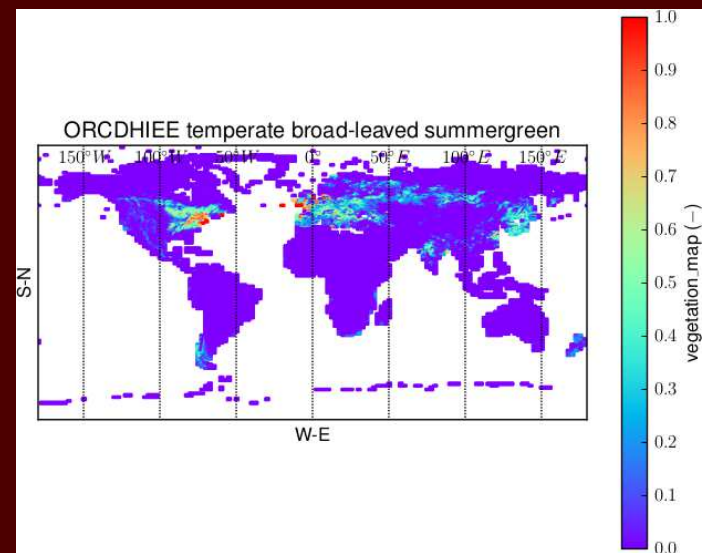 ORCDHIEE temperate broad-leaved summergreen
150°W 100°W 50°W 0° 50°E 100°E 150°E
S-N
W-E
1.0
0.9
0.8
0.7
0.6
0.5
0.4
0.3
0.2
0.1
0.0
vegetation_map (−)